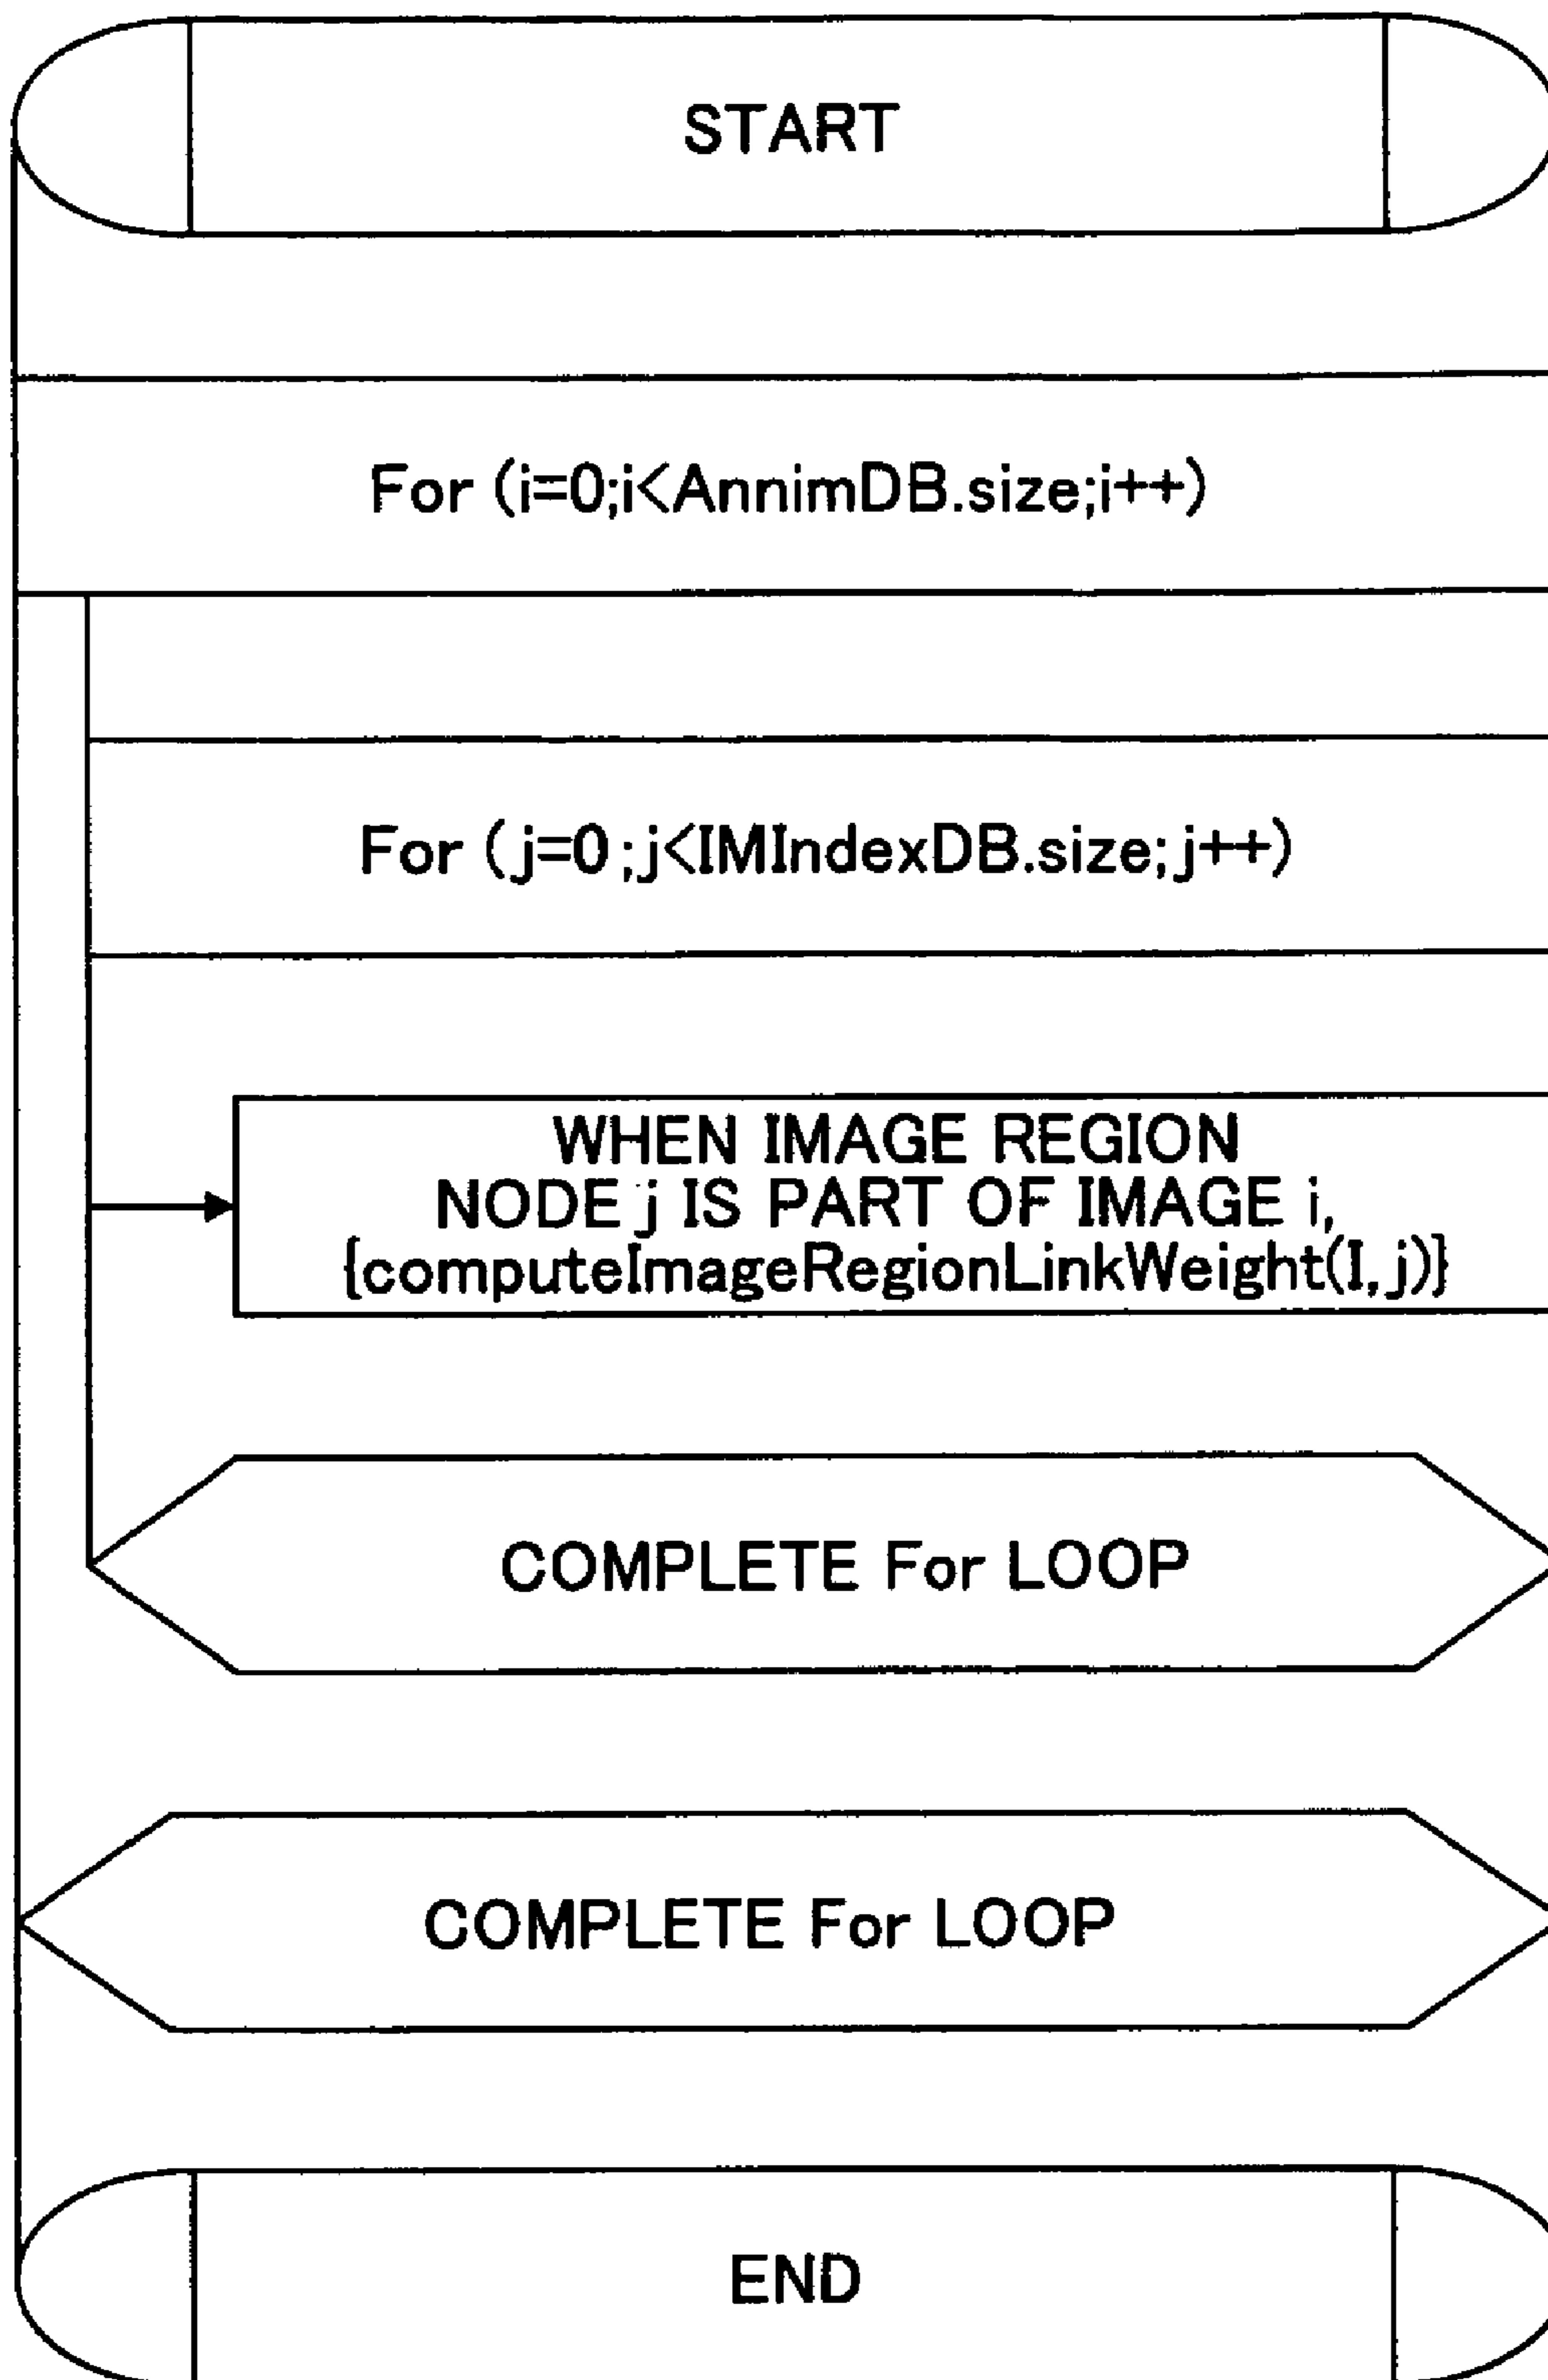 START
For (i=0;i<AnnimDB.size;i++)
For (j=0;j<IMIndexDB.size;j++)
WHEN IMAGE REGION
NODE j IS PART OF IMAGE i,
{computeImageRegionLinkWeight(I,j)}
COMPLETE For LOOP
COMPLETE For LOOP
END